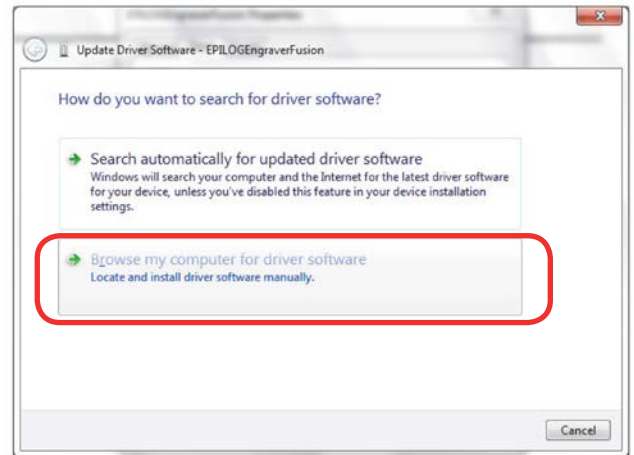 Update Driver Software - EPILOGEngraverFusion
How do you want to search for driver software?
Search automatically for updated driver software
Windows will search your computer and the Internet for the latest driver software
for your device, unless you've disabled this feature in your device installation
settings.
Browse my computer for driver software
Locate and install driver software manually.
Cancel